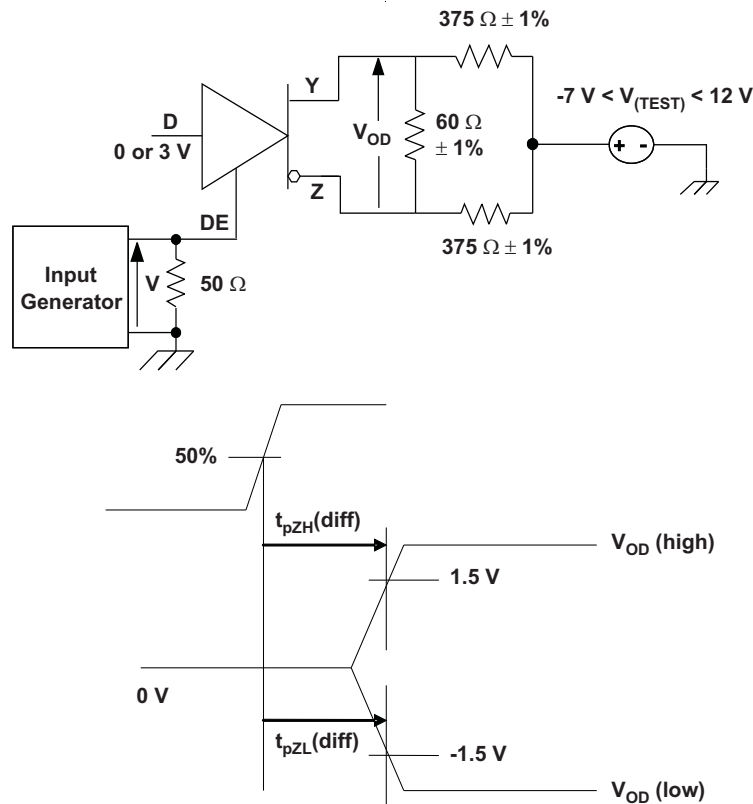 375 Ω ± 1%
Y
-7 V < V(TEST) < 12 V
D
0 or 3 V
VOD
60 Ω
± 1%
+ -
Z
DE
375 Ω ± 1%
Input
Generator
V
50 Ω
50%
tpZH(diff)
VOD (high)
1.5 V
0 V
tpZL(diff)
-1.5 V
VOD (low)